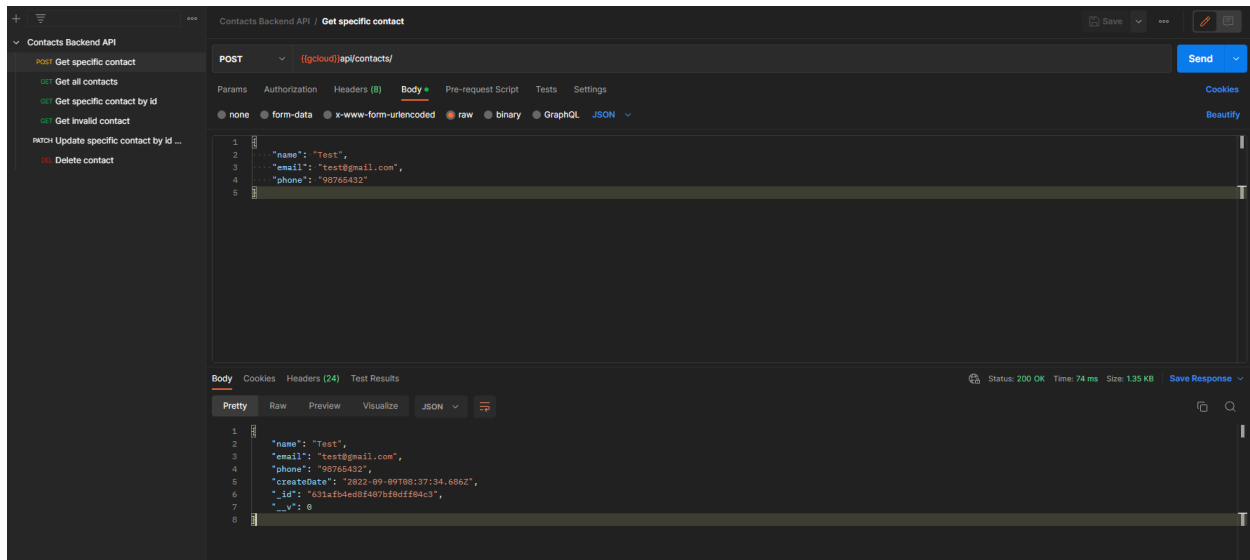 Contacts Backend API / Get specific contact
Save
Contacts Backend API
POST Get specific contact
GET Get all contacts
GET Get specific contact by id
GET Get invalid contact
PATCH Update specific contact by id ...
DEL Delete contact
POST {{gcloud}}api/contacts/
Send
Params Authorization Headers (8) Body Pre-request Script Tests Settings
Cookies
none form-data x-www-form-urlencoded raw binary GraphQL JSON
Beautify
1 {
2 "name": "Test",
3 "email": "test@gmail.com",
4 "phone": "98765432"
5 }
Body Cookies Headers (24) Test Results
Status: 200 OK Time: 74 ms Size: 1.35 KB Save Response
Pretty Raw Preview Visualize JSON
1 {
2 "name": "Test",
3 "email": "test@gmail.com",
4 "phone": "98765432",
5 "createDate": "2022-09-09T08:37:34.686Z",
6 "_id": "631afb4ed8f407bf0dff04c3",
7 "__v": 0
8 }